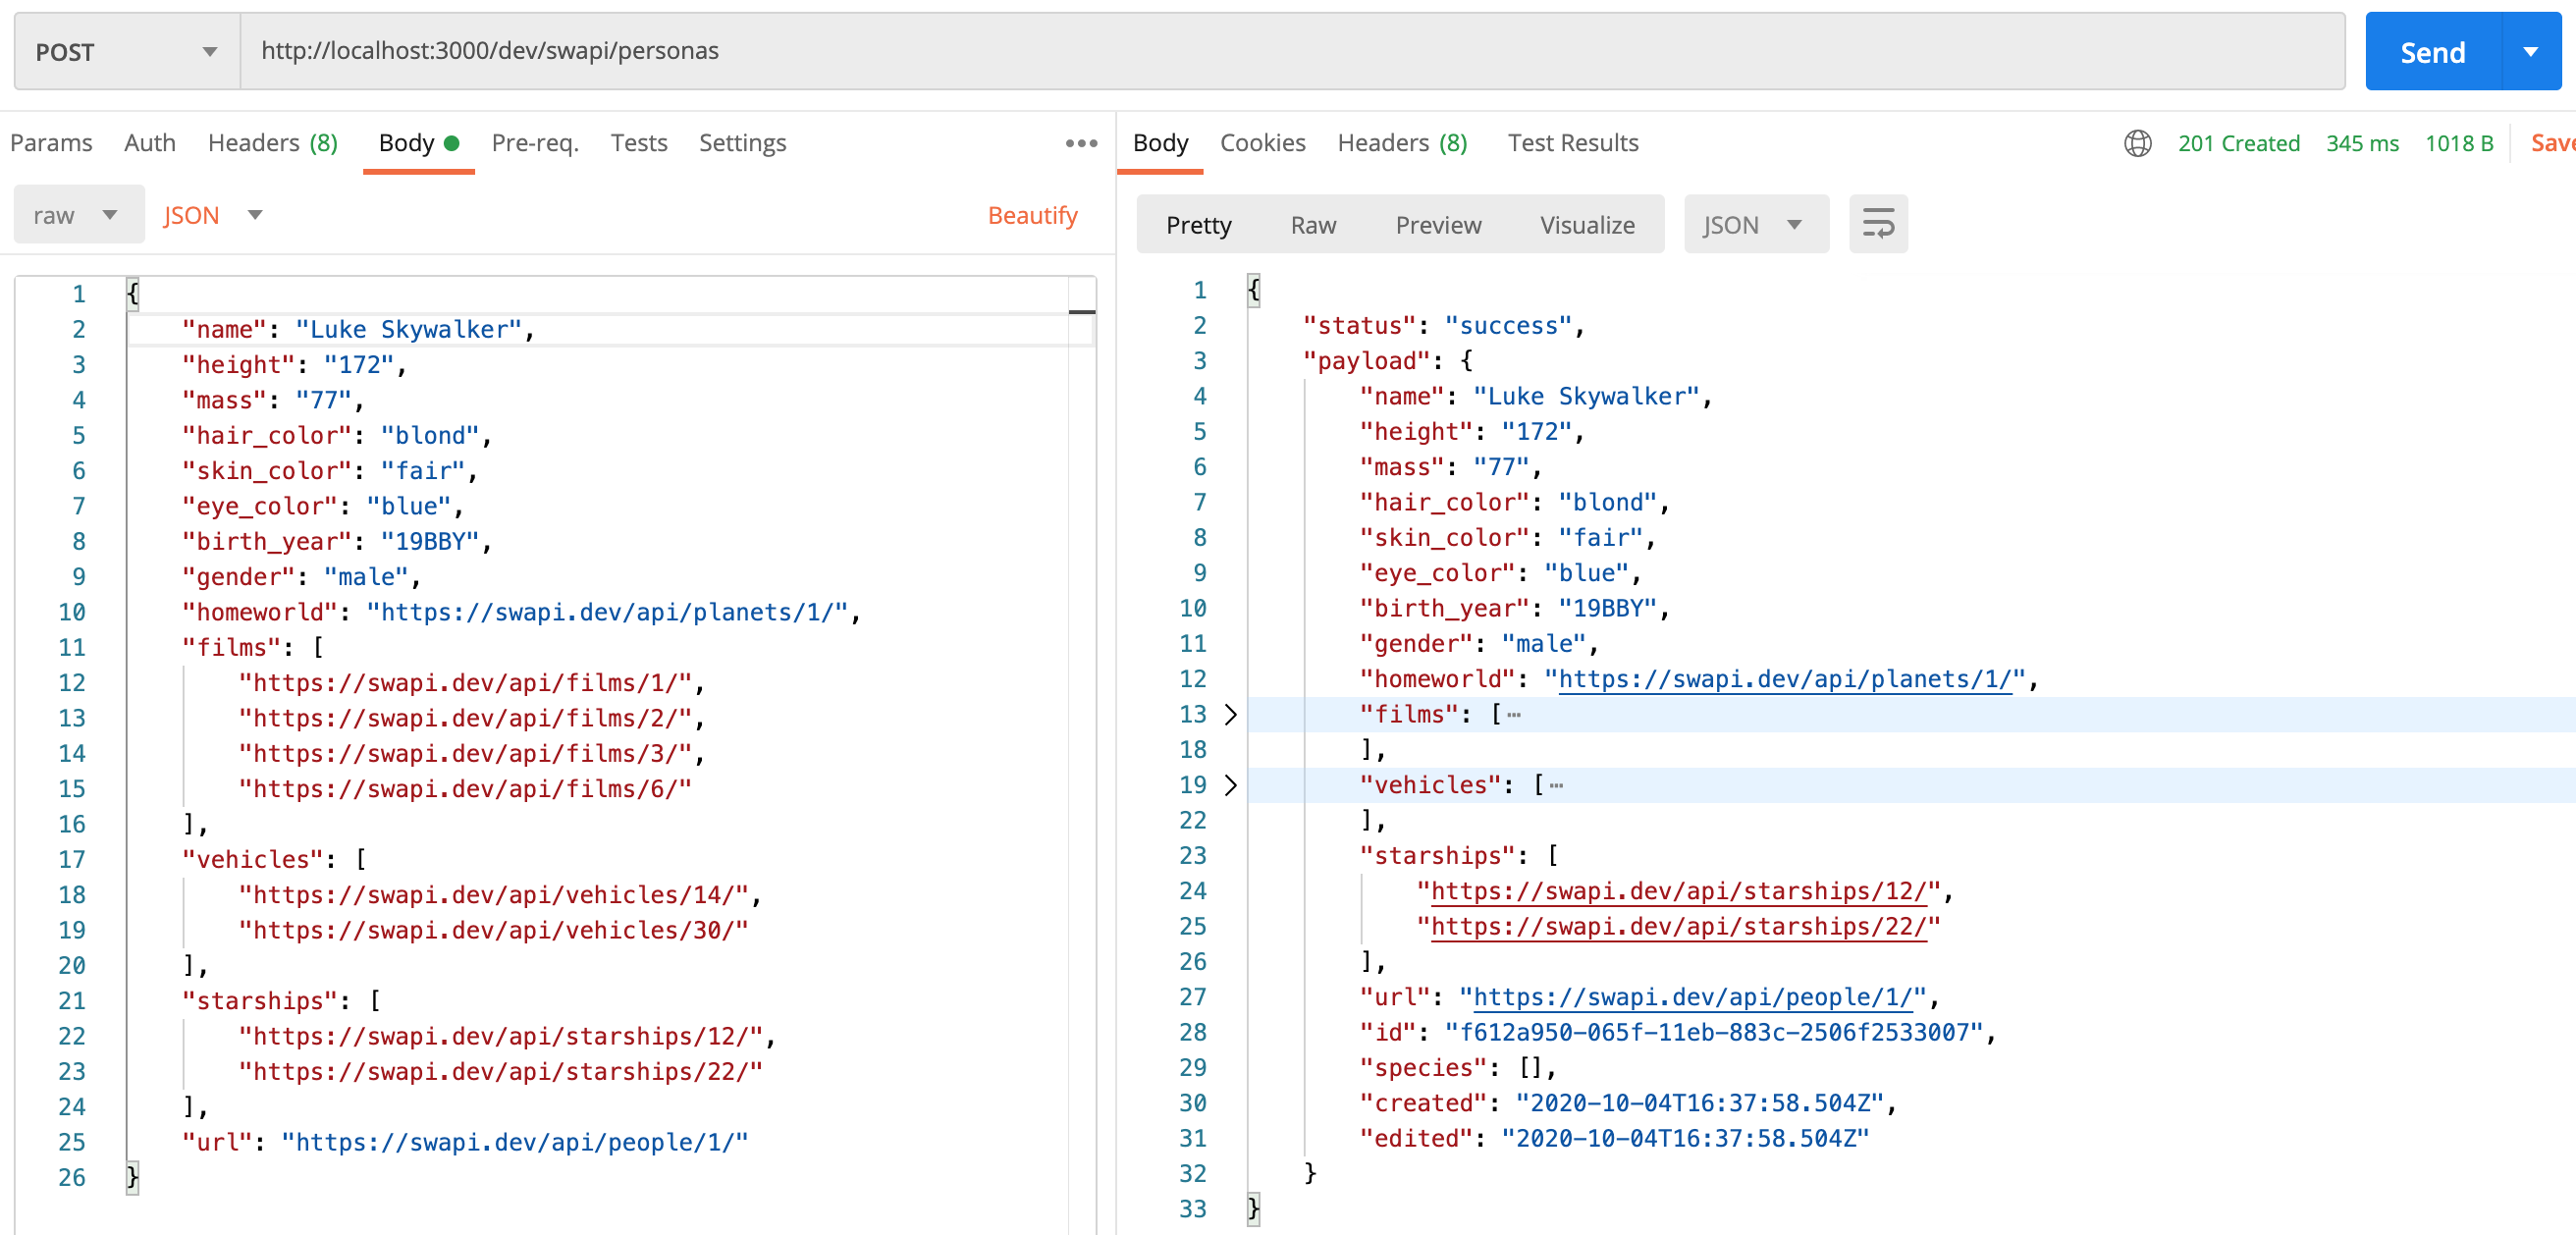 POST http://localhost:3000/dev/swapi/personas Send
Params Auth Headers (8) Body Pre-req. Tests Settings
raw JSON Beautify
1 {
2 "name": "Luke Skywalker",
3 "height": "172",
4 "mass": "77",
5 "hair_color": "blond",
6 "skin_color": "fair",
7 "eye_color": "blue",
8 "birth_year": "19BBY",
9 "gender": "male",
10 "homeworld": "https://swapi.dev/api/planets/1/",
11 "films": [
12 "https://swapi.dev/api/films/1/",
13 "https://swapi.dev/api/films/2/",
14 "https://swapi.dev/api/films/3/",
15 "https://swapi.dev/api/films/6/"
16 ],
17 "vehicles": [
18 "https://swapi.dev/api/vehicles/14/",
19 "https://swapi.dev/api/vehicles/30/"
20 ],
21 "starships": [
22 "https://swapi.dev/api/starships/12/",
23 "https://swapi.dev/api/starships/22/"
24 ],
25 "url": "https://swapi.dev/api/people/1/"
26 }
Body Cookies Headers (8) Test Results 201 Created 345 ms 1018 B Save
Pretty Raw Preview Visualize JSON
1 {
2 "status": "success",
3 "payload": {
4 "name": "Luke Skywalker",
5 "height": "172",
6 "mass": "77",
7 "hair_color": "blond",
8 "skin_color": "fair",
9 "eye_color": "blue",
10 "birth_year": "19BBY",
11 "gender": "male",
12 "homeworld": "https://swapi.dev/api/planets/1/",
13 "films": [⋯
18 ],
19 "vehicles": [⋯
22 ],
23 "starships": [
24 "https://swapi.dev/api/starships/12/",
25 "https://swapi.dev/api/starships/22/"
26 ],
27 "url": "https://swapi.dev/api/people/1/",
28 "id": "f612a950-065f-11eb-883c-2506f2533007",
29 "species": [],
30 "created": "2020-10-04T16:37:58.504Z",
31 "edited": "2020-10-04T16:37:58.504Z"
32 }
33 }